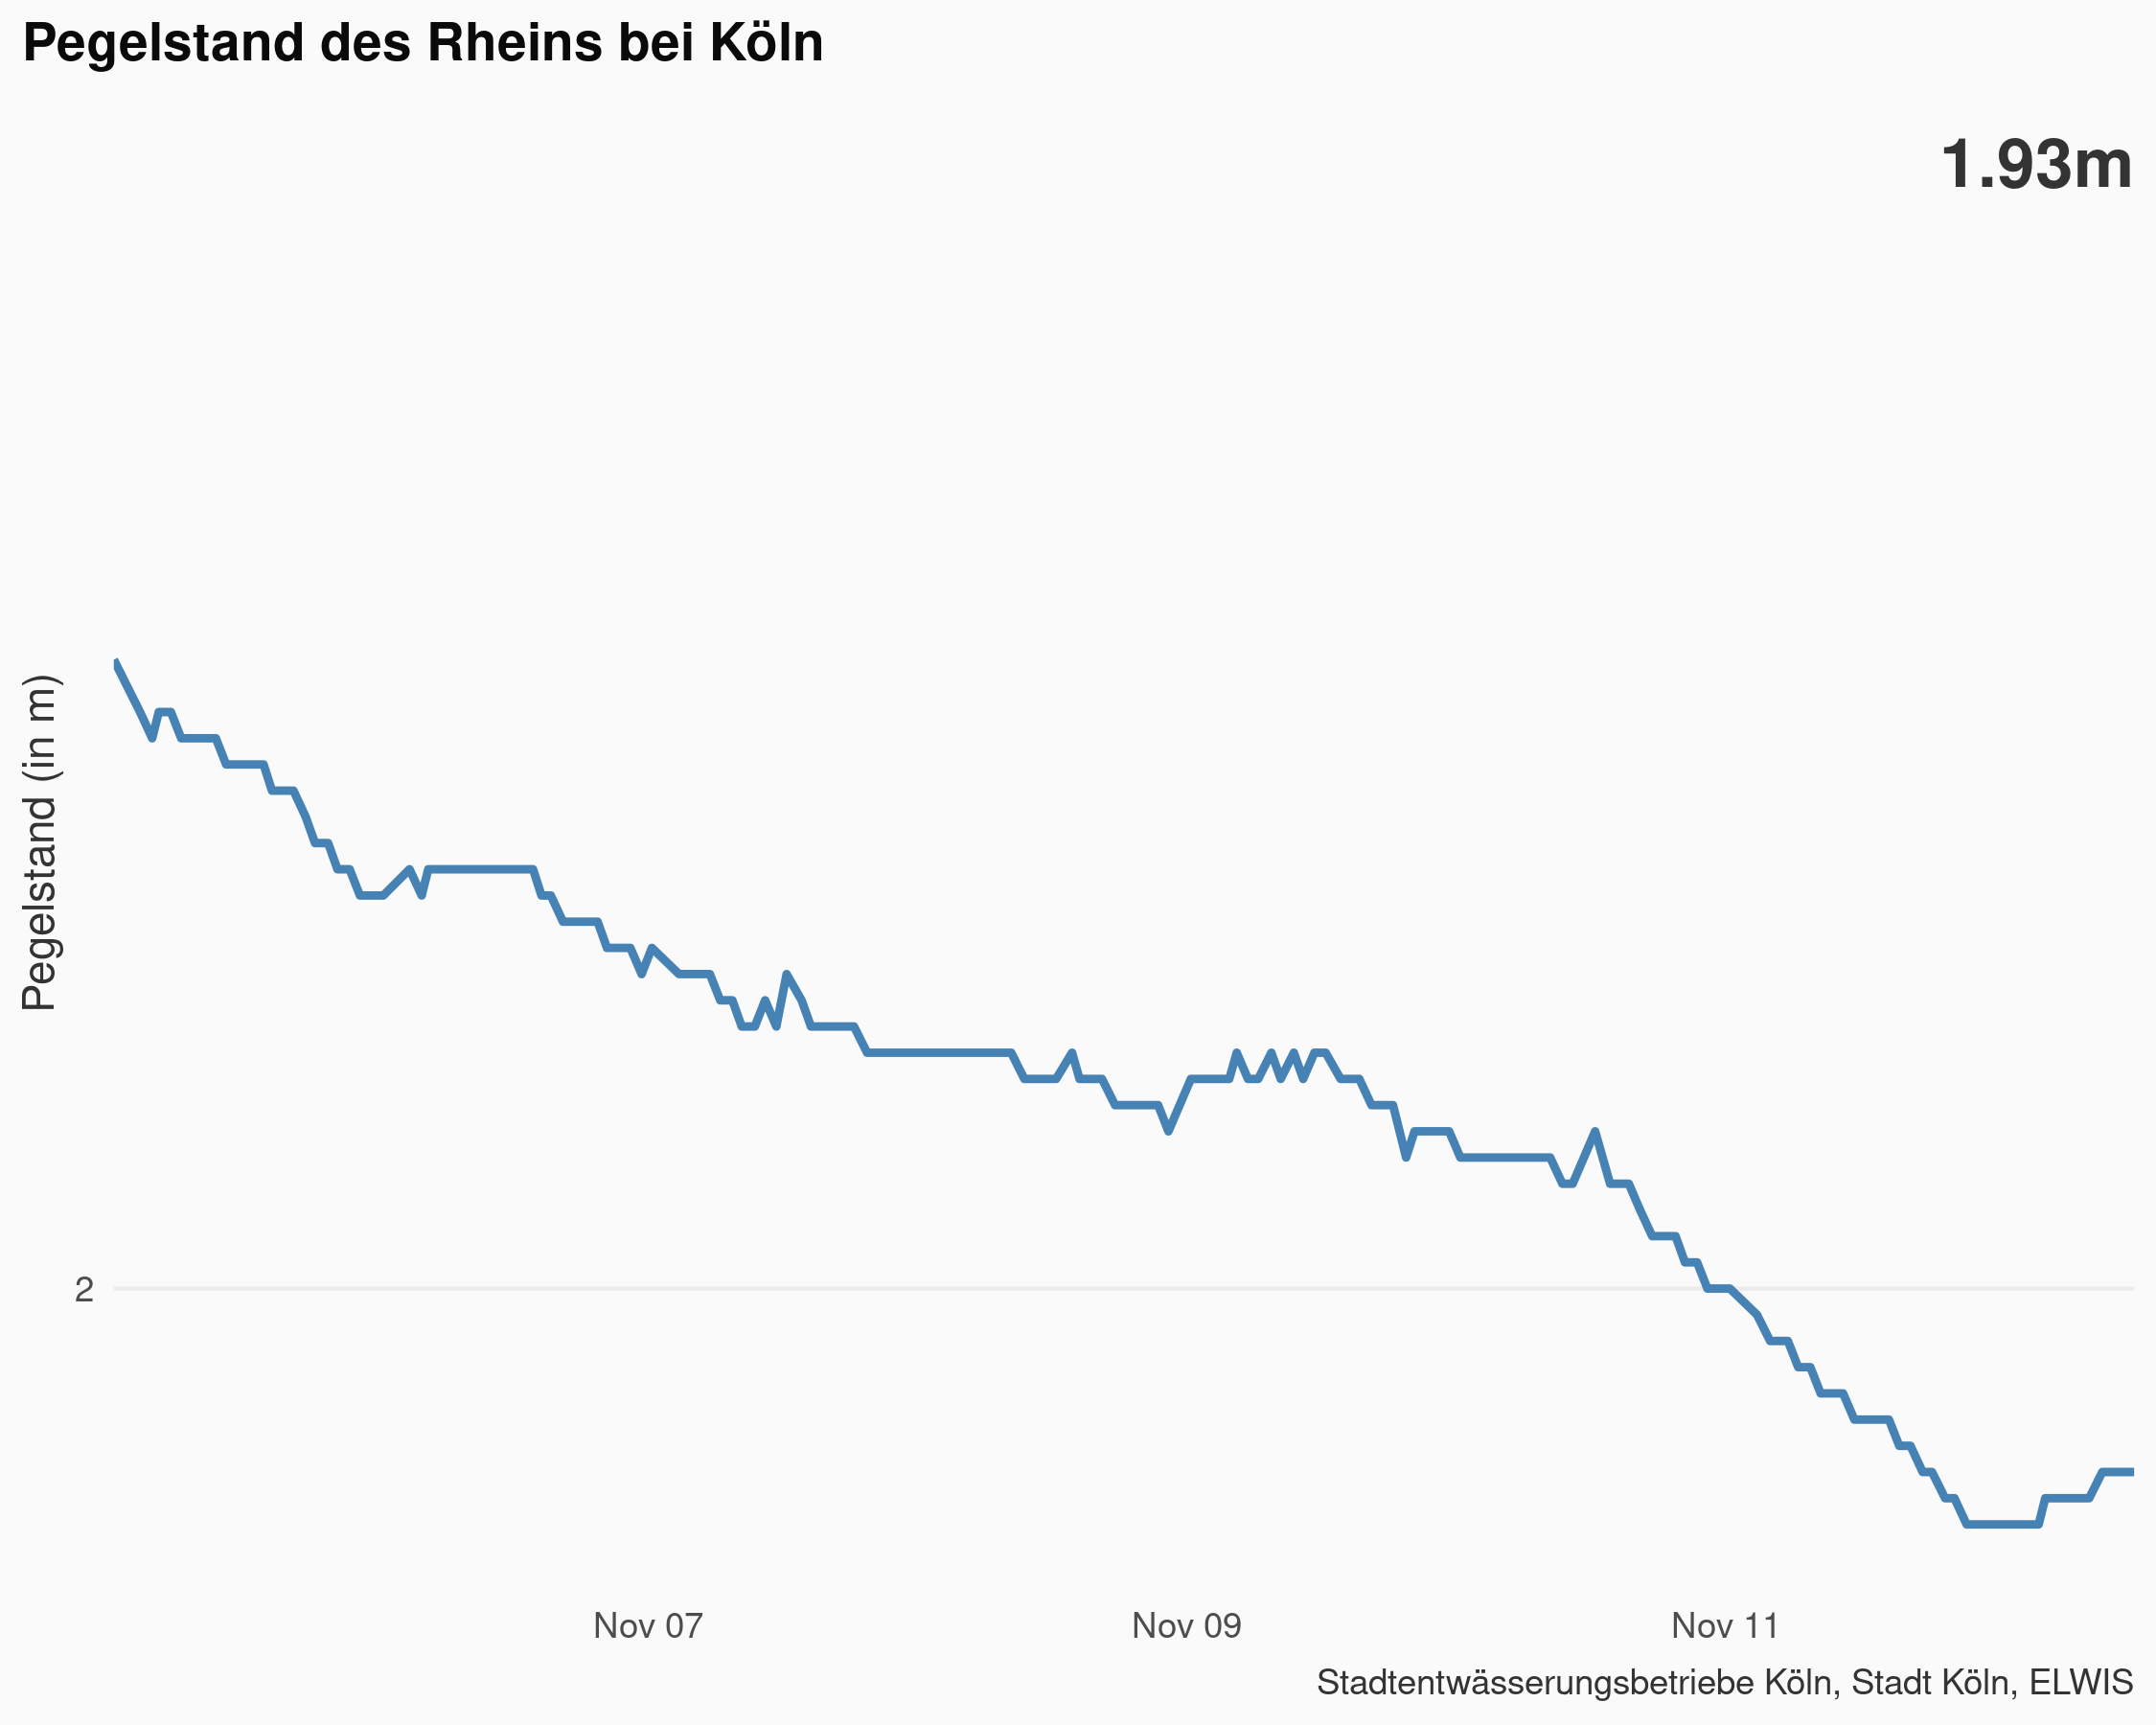 Pegelstand des Rheins bei Köln
1.93m
Pegelstand (in m)
2
Nov 07
Nov 09
Nov 11
Stadtentwässerungsbetriebe Köln, Stadt Köln, ELWIS